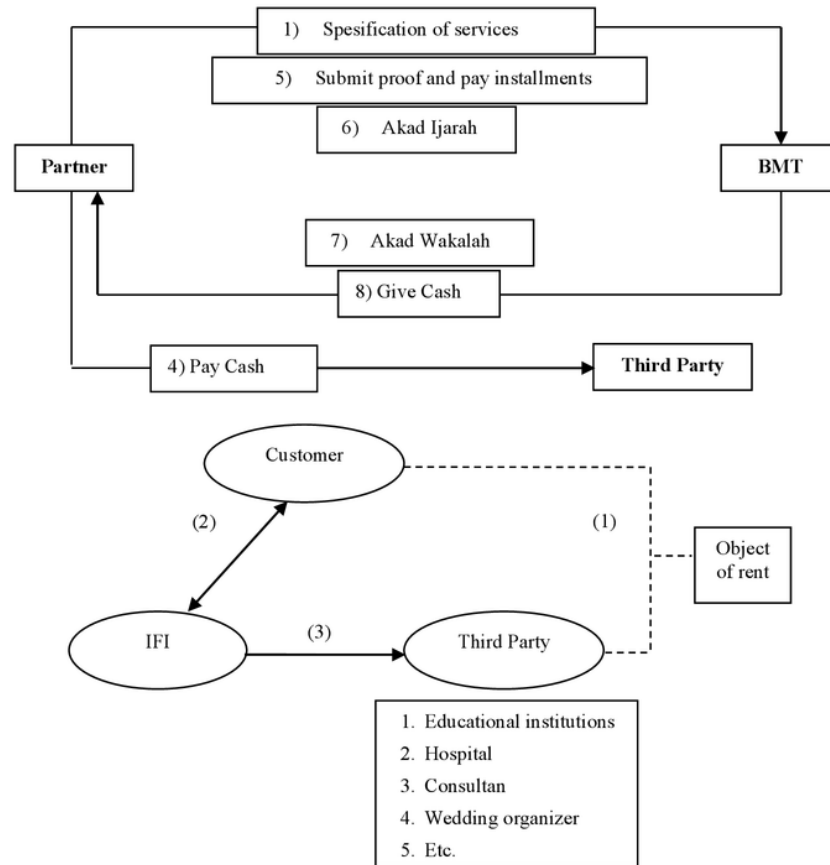 1) Spesification of services
5) Submit proof and pay installments
6) Akad Ijarah
Partner
BMT
7) Akad Wakalah
8) Give Cash
4) Pay Cash
Third Party
Customer
(2)
(1)
Object
of rent
IFI
(3)
Third Party
1. Educational institutions
2. Hospital
3. Consultan
4. Wedding organizer
5. Etc.